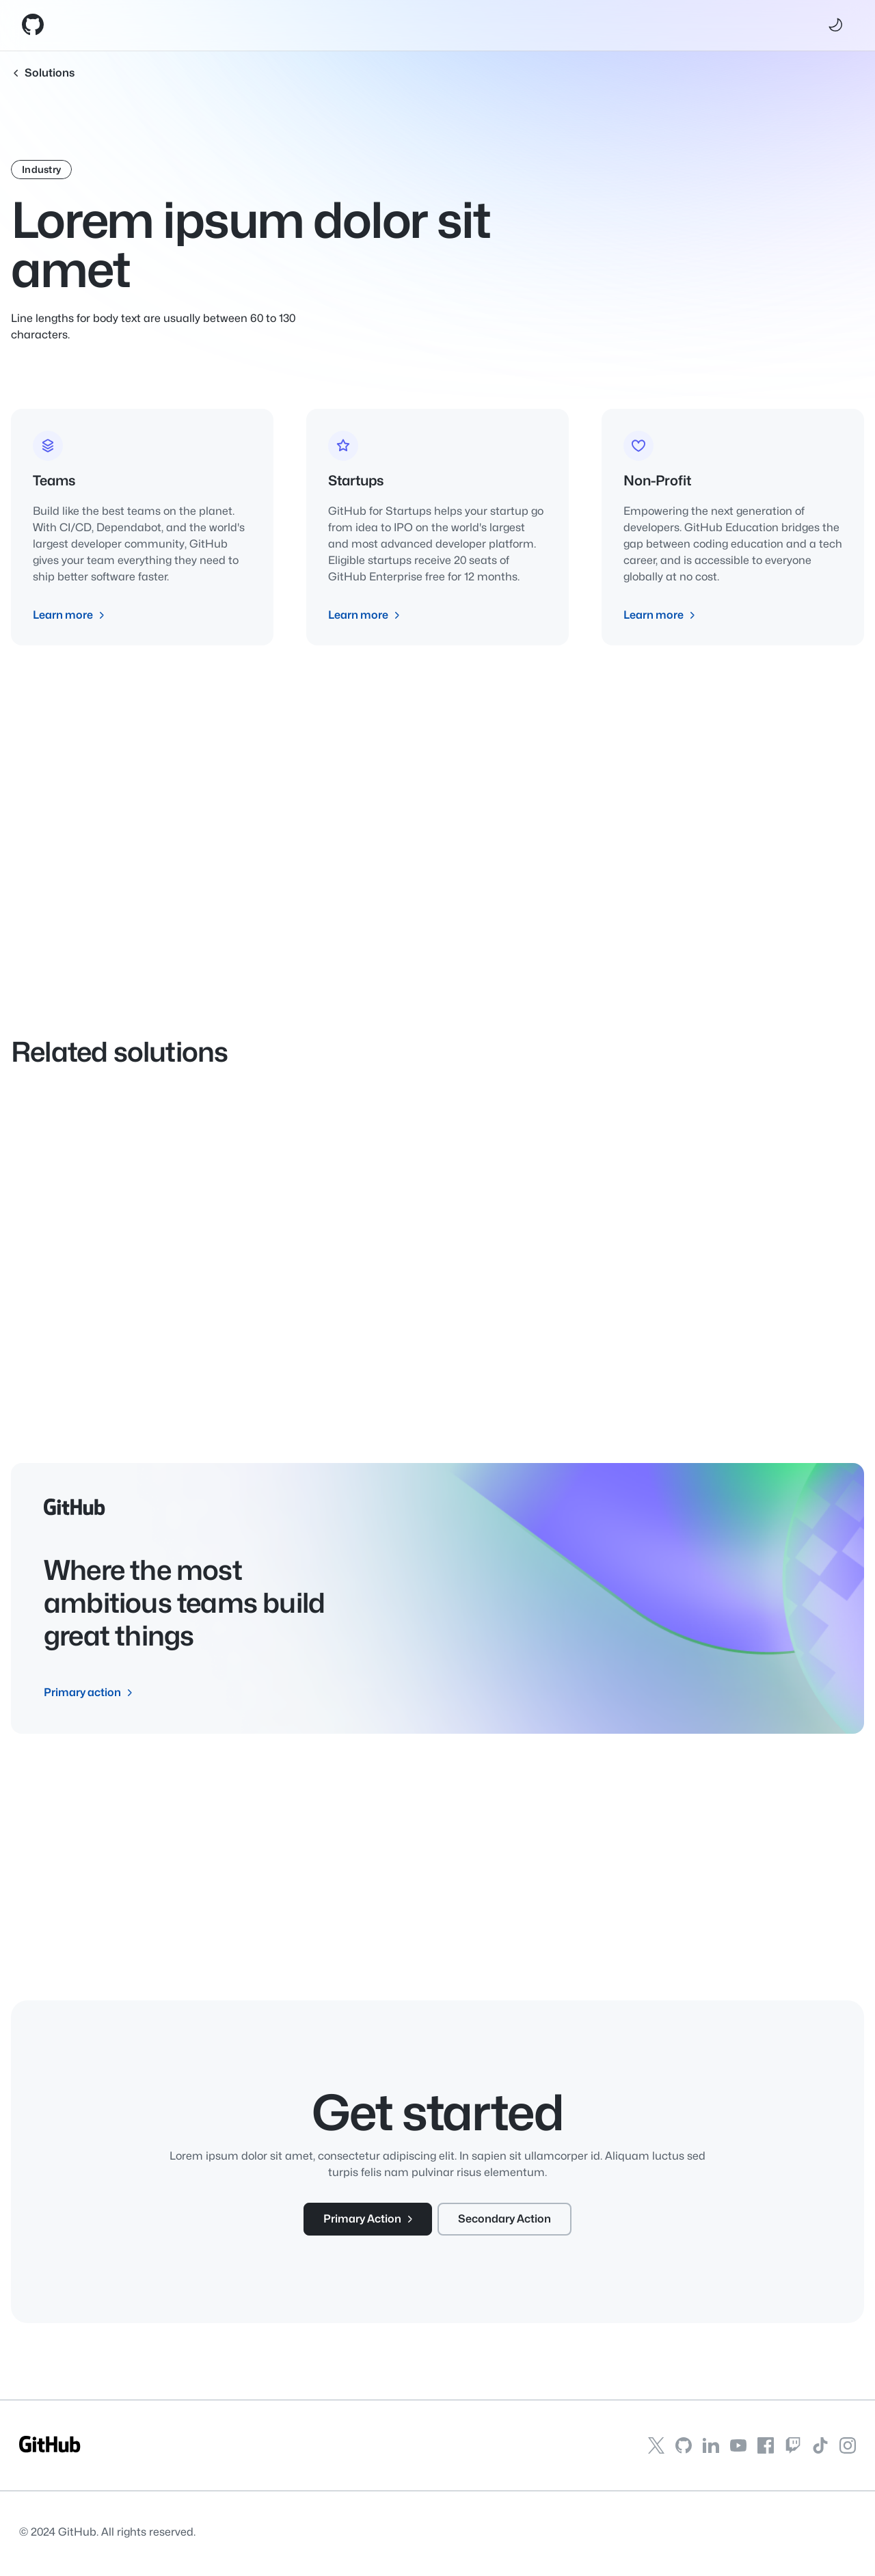 Solutions
Industry
Lorem ipsum dolor sit
amet
Line lengths for body text are usually between 60 to 130
characters.
Teams
Build like the best teams on the planet.
With CI/CD, Dependabot, and the world's
largest developer community, GitHub
gives your team everything they need to
ship better software faster.
Learn more
Startups
GitHub for Startups helps your startup go
from idea to IPO on the world's largest
and most advanced developer platform.
Eligible startups receive 20 seats of
GitHub Enterprise free for 12 months.
Learn more
Non-Profit
Empowering the next generation of
developers. GitHub Education bridges the
gap between coding education and a tech
career, and is accessible to everyone
globally at no cost.
Learn more
Related solutions
GitHub
Where the most
ambitious teams build
great things
Primary action
Get started
Lorem ipsum dolor sit amet, consectetur adipiscing elit. In sapien sit ullamcorper id. Aliquam luctus sed
turpis felis nam pulvinar risus elementum.
Primary Action
Secondary Action
GitHub
© 2024 GitHub. All rights reserved.